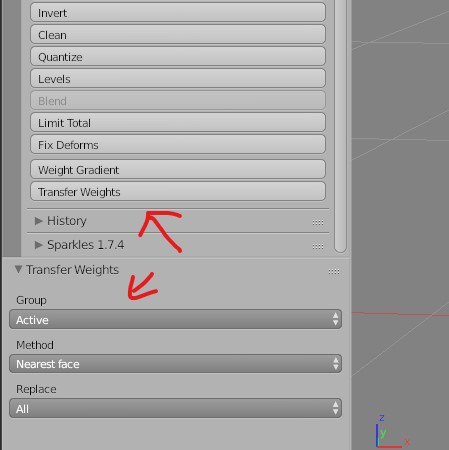 Invert
Clean
Quantize
Levels
Blend
Limit Total
Fix Deforms
Weight Gradient
Transfer Weights
History
Sparkles 1.7.4
Transfer Weights
Group
Active
Method
Nearest face
Replace
All
z
y
x